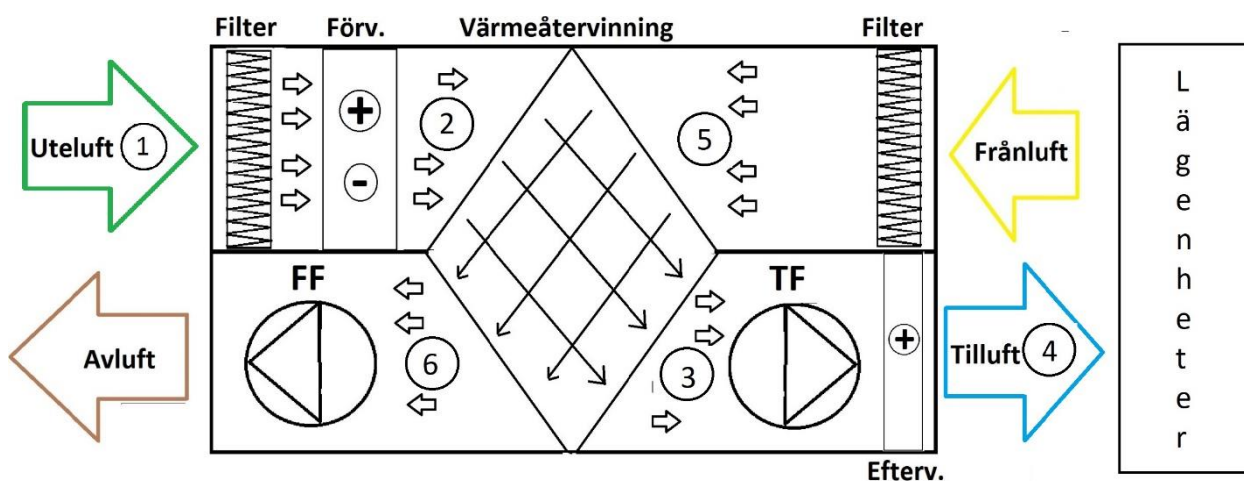 Filter Förv. Värmeåtervinning Filter
Uteluft 1
+
-
2
5
Frånluft
Avluft
FF
6
3
TF
+
Tilluft 4
Efterv.
L
ä
g
e
n
h
e
t
e
r